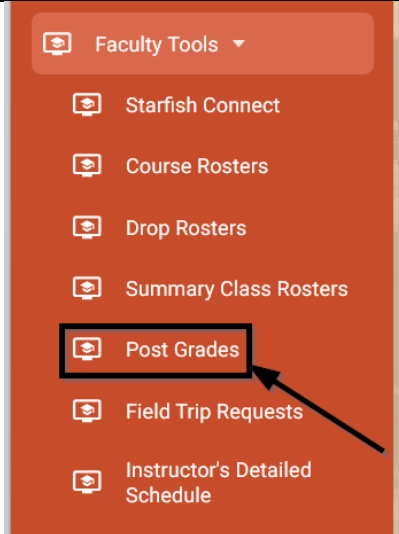 Faculty Tools
Starfish Connect
Course Rosters
Drop Rosters
Summary Class Rosters
Post Grades
Field Trip Requests
Instructor's Detailed
Schedule